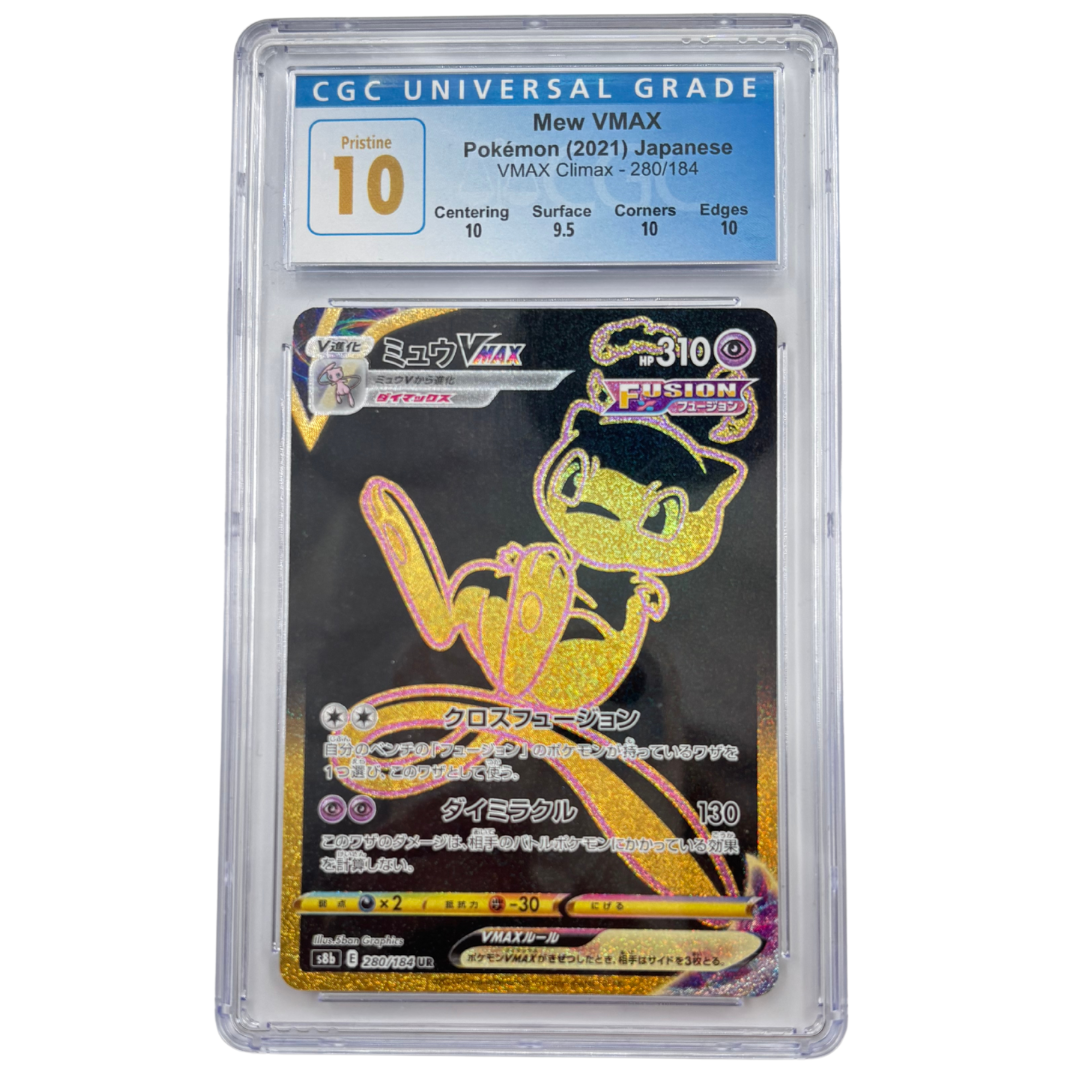 CGC UNIVERSAL GRADE
Pristine
10
Mew VMAX
Pokémon (2021) Japanese
VMAX Climax - 280/184
Centering Surface Corners Edges
10 9.5 10 10
V進化
ミュウVMAX
HP310
ミュウVから進化
ダイマックス
FUSION
フュージョン
クロスフュージョン
自分のベンチの「フュージョン」のポケモンが持っているワザを
1つ選び、このワザとして使う。
ダイミラクル 130
このワザのダメージは、相手のバトルポケモンにかかっている効果
を計算しない。
弱点 ×2 抵抗力 -30 にげる
Illus.5ban Graphics
VMAXルール
s8b E 280/184 UR
ポケモンVMAXがきぜつしたとき、相手はサイドを3枚とる。